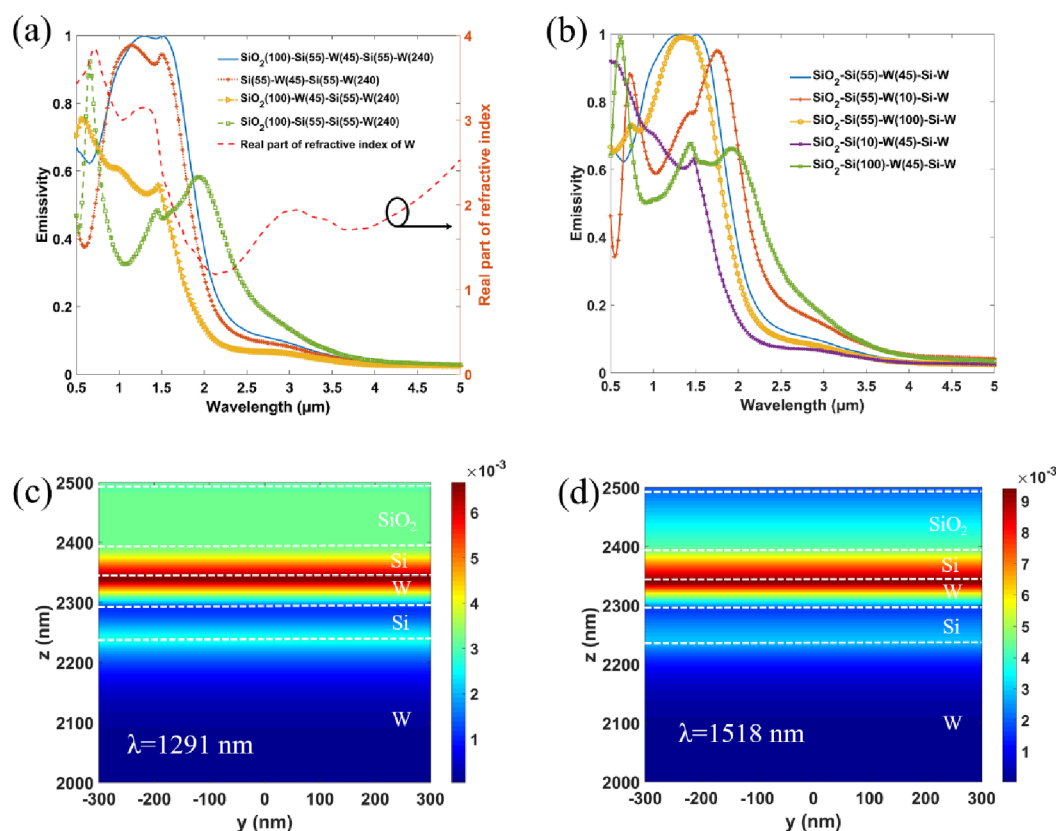 (a)
1
0.8
0.6
0.4
0.2
0
Emissivity
0.5 1 1.5 2 2.5 3 3.5 4 4.5 5
Wavelength (µm)
4
3
2
1
0
Real part of refractive index
SiO2(100)-Si(55)-W(45)-Si(55)-W(240)
Si(55)-W(45)-Si(55)-W(240)
SiO2(100)-W(45)-Si(55)-W(240)
SiO2(100)-Si(55)-Si(55)-W(240)
Real part of refractive index of W
(b)
1
0.8
0.6
0.4
0.2
0
Emissivity
0.5 1 1.5 2 2.5 3 3.5 4 4.5 5
Wavelength (µm)
SiO2-Si(55)-W(45)-Si-W
SiO2-Si(55)-W(10)-Si-W
SiO2-Si(55)-W(100)-Si-W
SiO2-Si(10)-W(45)-Si-W
SiO2-Si(100)-W(45)-Si-W
(c)
2500
2400
2300
2200
2100
2000
z (nm)
-300 -200 -100 0 100 200 300
y (nm)
SiO2
Si
W
Si
W
λ=1291 nm
×10-3
6
5
4
3
2
1
(d)
2500
2400
2300
2200
2100
2000
z (nm)
-300 -200 -100 0 100 200 300
y (nm)
SiO2
Si
W
Si
W
λ=1518 nm
×10-3
9
8
7
6
5
4
3
2
1